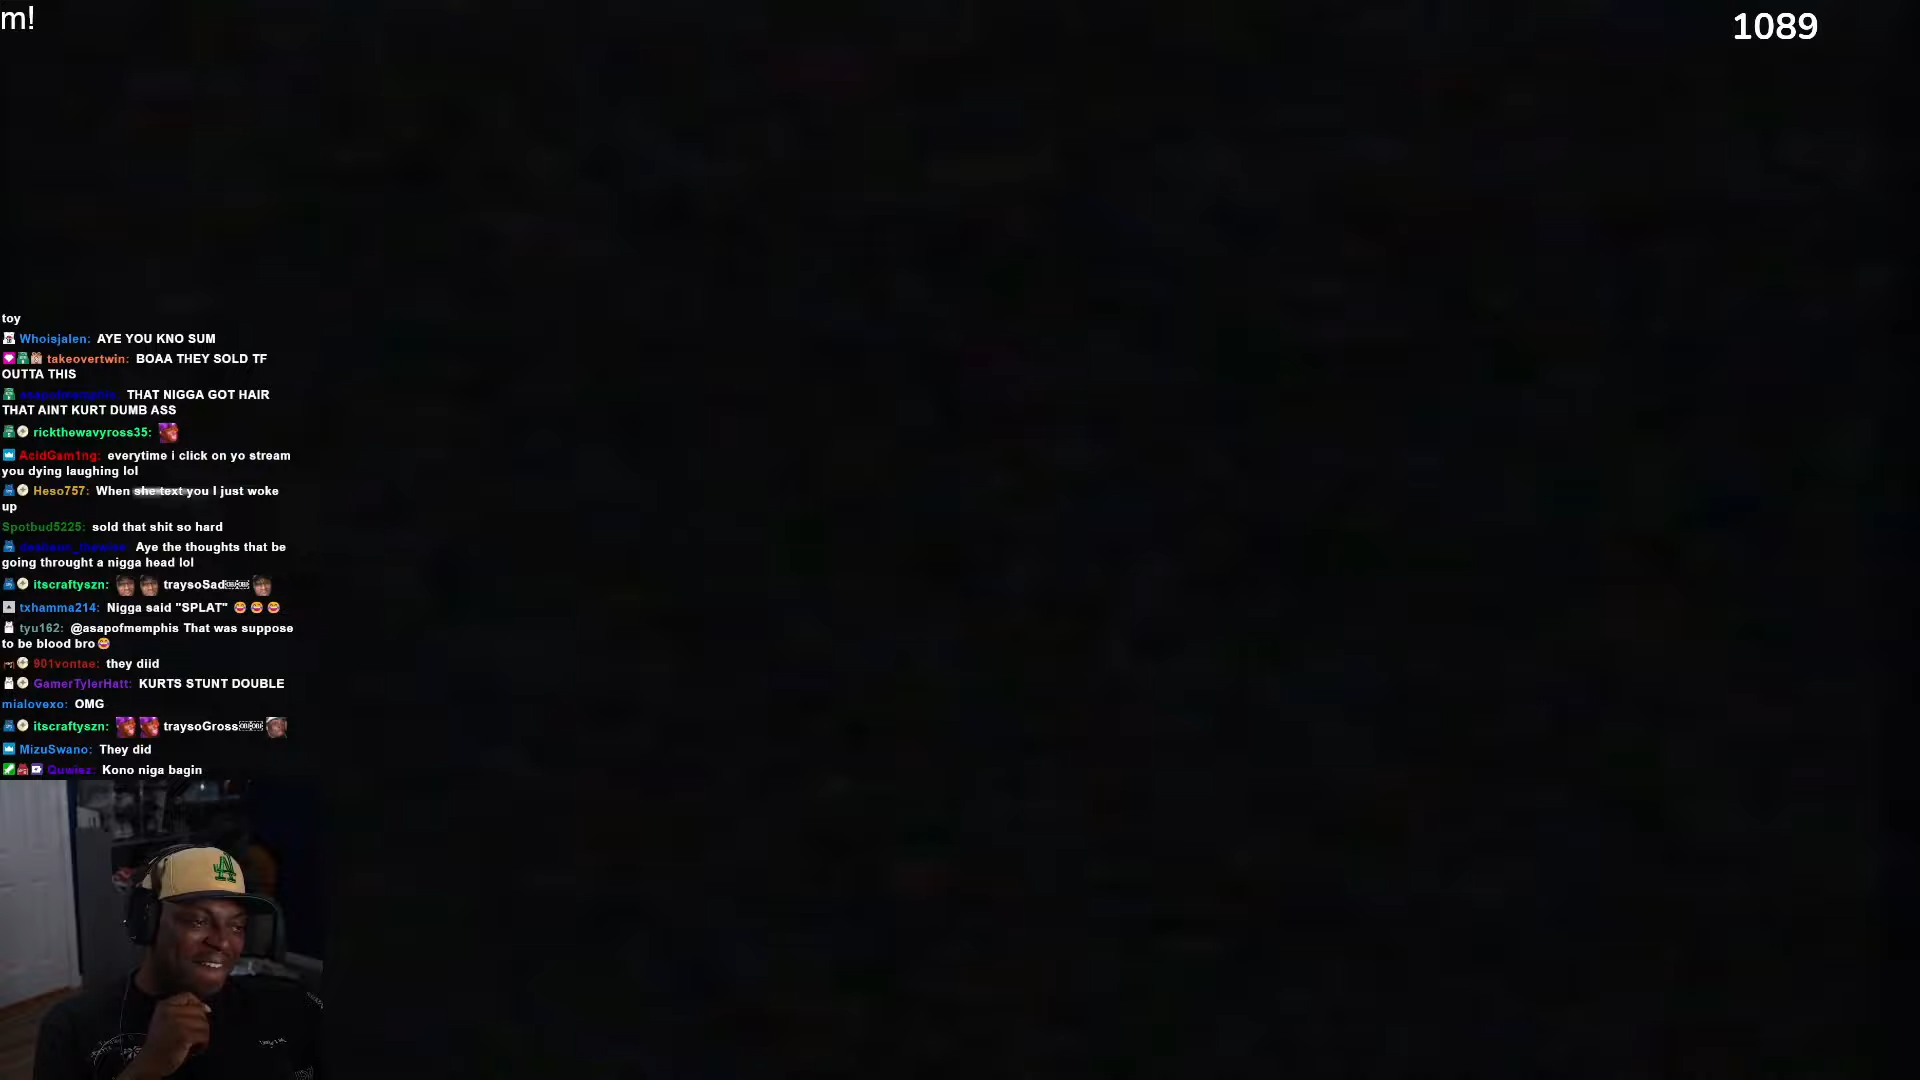 m!
1089
toy
Whoisjalen: AYE YOU KNO SUM
takeovertwin: BOAA THEY SOLD TF
OUTTA THIS
asapofmemphis: THAT NIGGA GOT HAIR
THAT AINT KURT DUMB ASS
rickthewavyross35:
AcidGam1ng: everytime i click on yo stream
you dying laughing lol
Heso757: When she text you I just woke
up
Spotbud5225: sold that shit so hard
Aye the thoughts that be
going throught a nigga head lol
itscraftyszn: traysoSad
txhamma214: Nigga said "SPLAT" 😂 😂 😂
tyu162: @asapofmemphis That was suppose
to be blood bro 😂
901vontae: they diid
GamerTylerHatt: KURTS STUNT DOUBLE
mialovexo: OMG
itscraftyszn: traysoGross
MizuSwano: They did
Quwiez: Kono niga bagin
LA